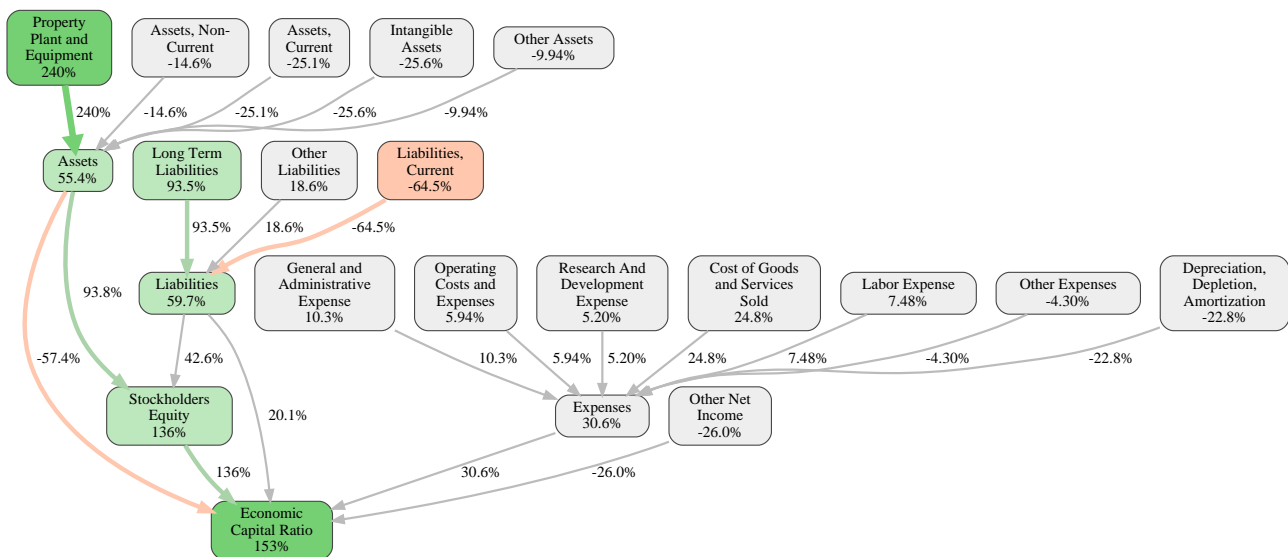 Property
Plant and
Equipment
240%
Assets, Non-
Current
-14.6%
Assets,
Current
-25.1%
Intangible
Assets
-25.6%
Other Assets
-9.94%
240%
-14.6%
-25.1%
-25.6%
-9.94%
Assets
55.4%
Long Term
Liabilities
93.5%
Other
Liabilities
18.6%
Liabilities,
Current
-64.5%
93.5%
18.6%
-64.5%
Liabilities
59.7%
General and
Administrative
Expense
10.3%
Operating
Costs and
Expenses
5.94%
Research And
Development
Expense
5.20%
Cost of Goods
and Services
Sold
24.8%
Labor Expense
7.48%
Other Expenses
-4.30%
Depreciation,
Depletion,
Amortization
-22.8%
93.8%
-57.4%
42.6%
10.3%
5.94%
5.20%
24.8%
7.48%
-4.30%
-22.8%
Stockholders
Equity
136%
20.1%
Expenses
30.6%
Other Net
Income
-26.0%
136%
30.6%
-26.0%
Economic
Capital Ratio
153%